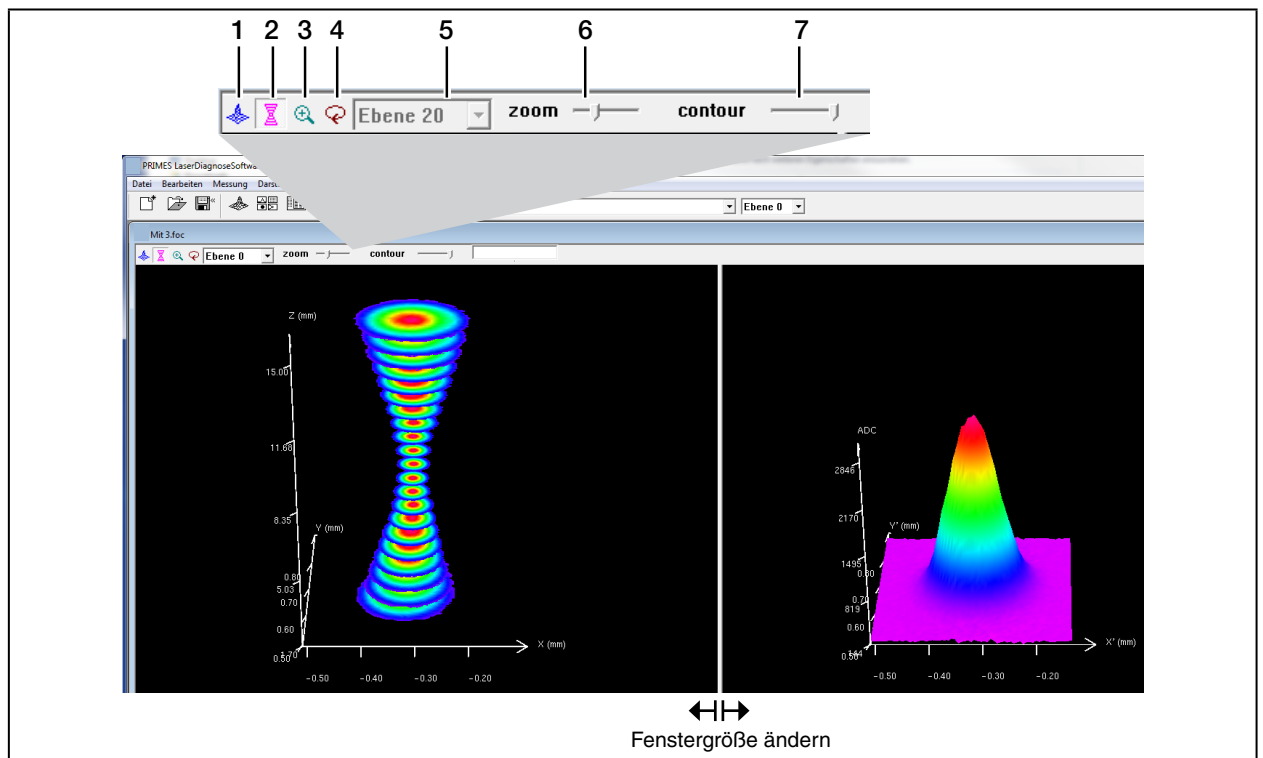 1 2 3 4 5 6 7
Ebene 20 zoom contour
PRIMES LaserDiagnoseSoftwa
Datei Bearbeiten Messung Darst
Ebene 0
Mit 3.foc
Ebene 0 zoom contour
Z (mm)
15.00
11.68
8.35
Y (mm)
0.80
5.03
0.70
0.60
1.70
0.50
X (mm)
-0.50 -0.40 -0.30 -0.20
ADC
2846
2170
Y' (mm)
1495
0.80
0.70
819
0.60
144
0.50
X' (mm)
-0.50 -0.40 -0.30 -0.20
Fenstergröße ändern